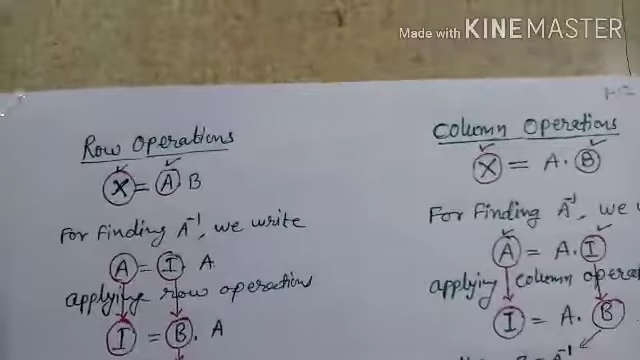 Made with KINEMASTER
Row Operations
X = A B
For finding A⁻¹, we write
A = I A
applying row operations
I = B. A
Column Operations
X = A. B
For finding A⁻¹, we
A = A. I
applying column opera
I = A. B